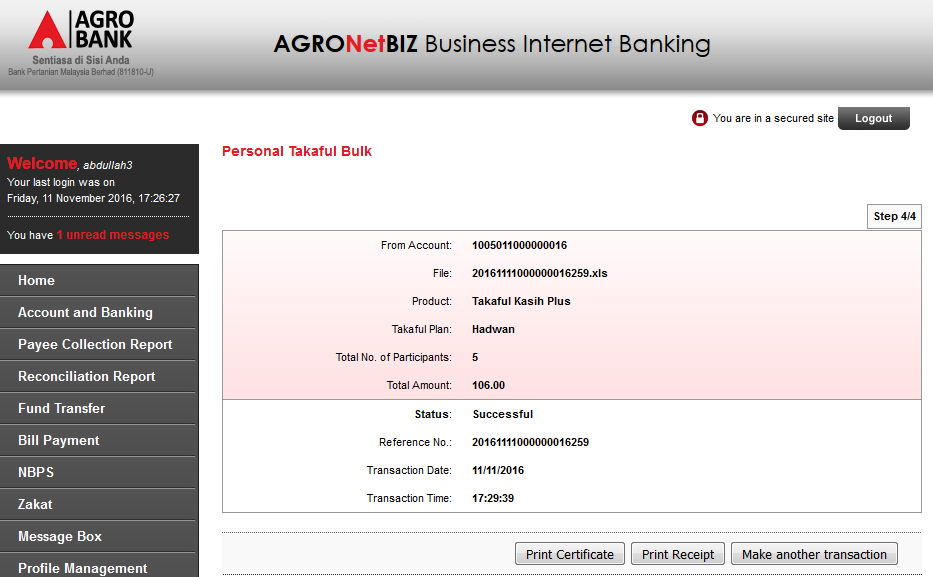 AGRO
BANK
Sentiasa di Sisi Anda
Bank Pertanian Malaysia Berhad (811810-U)
AGRONetBIZ Business Internet Banking
You are in a secured site
Logout
Welcome, abdullah3
Your last login was on
Friday, 11 November 2016, 17:26:27
You have 1 unread messages
Home
Account and Banking
Payee Collection Report
Reconciliation Report
Fund Transfer
Bill Payment
NBPS
Zakat
Message Box
Profile Management
Personal Takaful Bulk
Step 4/4
From Account: 1005011000000016
File: 20161111000000016259.xls
Product: Takaful Kasih Plus
Takaful Plan: Hadwan
Total No. of Participants: 5
Total Amount: 106.00
Status: Successful
Reference No.: 20161111000000016259
Transaction Date: 11/11/2016
Transaction Time: 17:29:39
Print Certificate Print Receipt Make another transaction